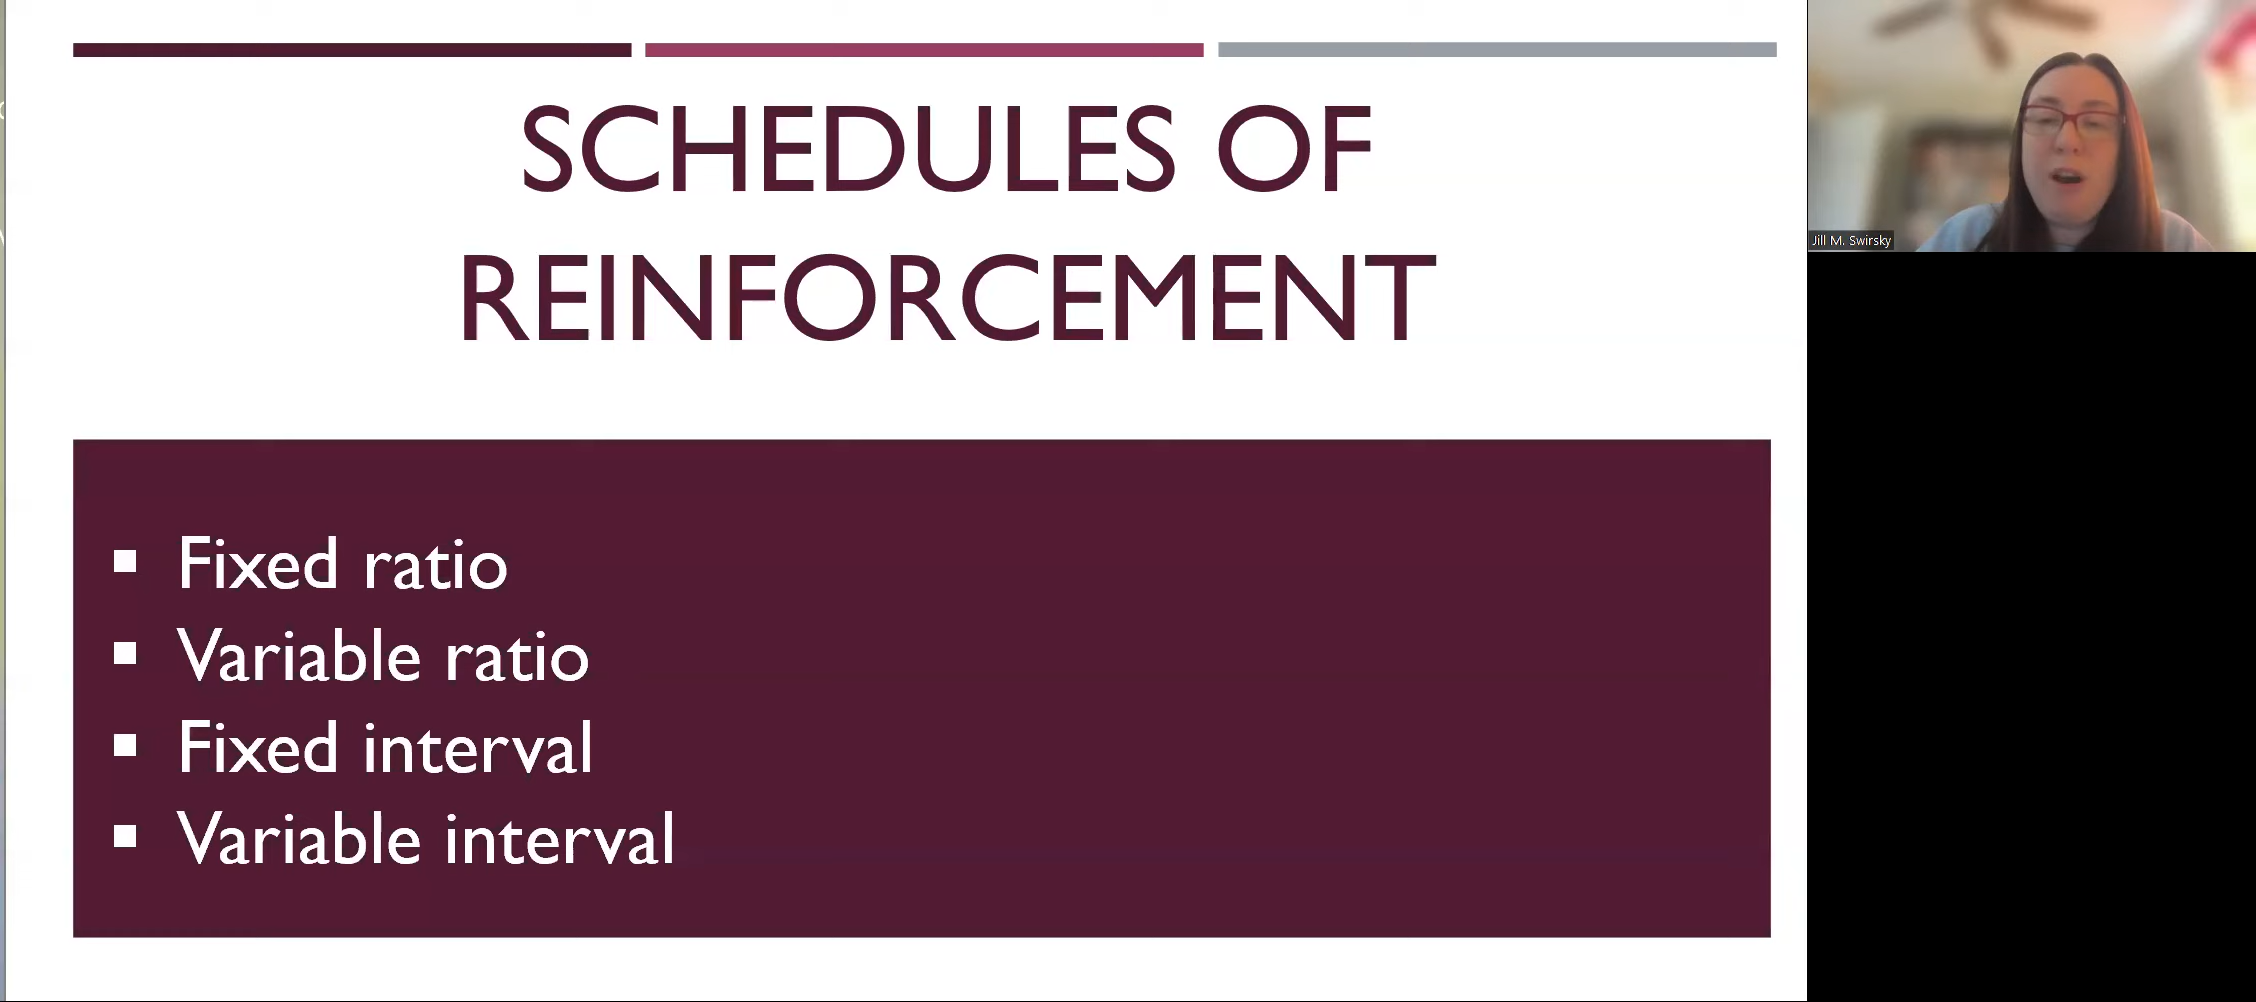 SCHEDULES OF
REINFORCEMENT
Fixed ratio
Variable ratio
Fixed interval
Variable interval
Jill M. Swirsky